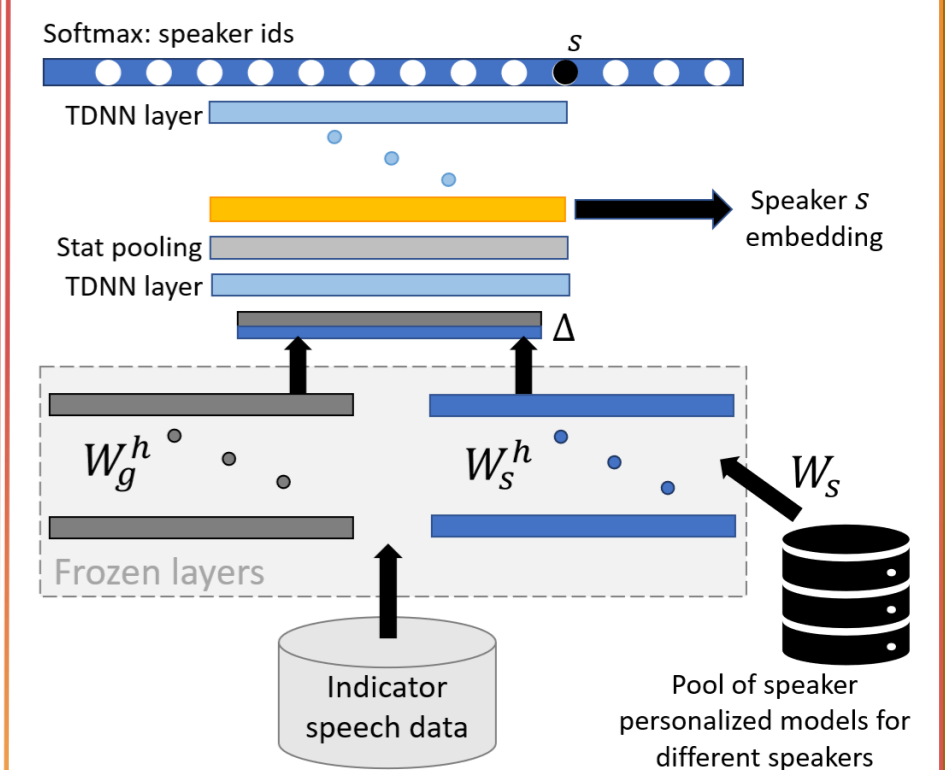 Softmax: speaker ids
s
TDNN layer
Speaker s
embedding
Stat pooling
TDNN layer
Δ
W_g^h
W_s^h
W_s
Frozen layers
Indicator
speech data
Pool of speaker
personalized models for
different speakers